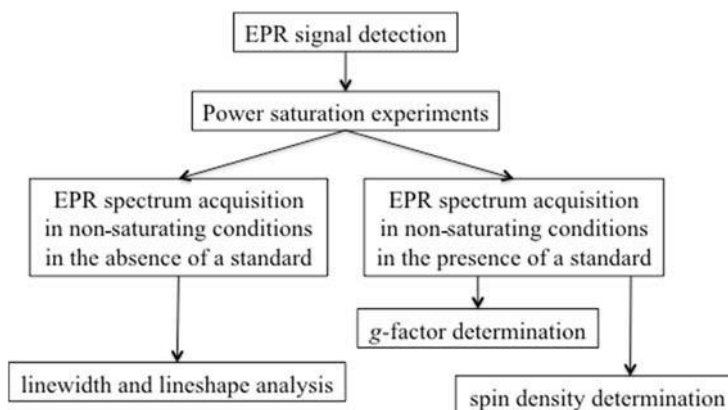 EPR signal detection
Power saturation experiments
EPR spectrum acquisition
in non-saturating conditions
in the absence of a standard
EPR spectrum acquisition
in non-saturating conditions
in the presence of a standard
g-factor determination
linewidth and lineshape analysis
spin density determination